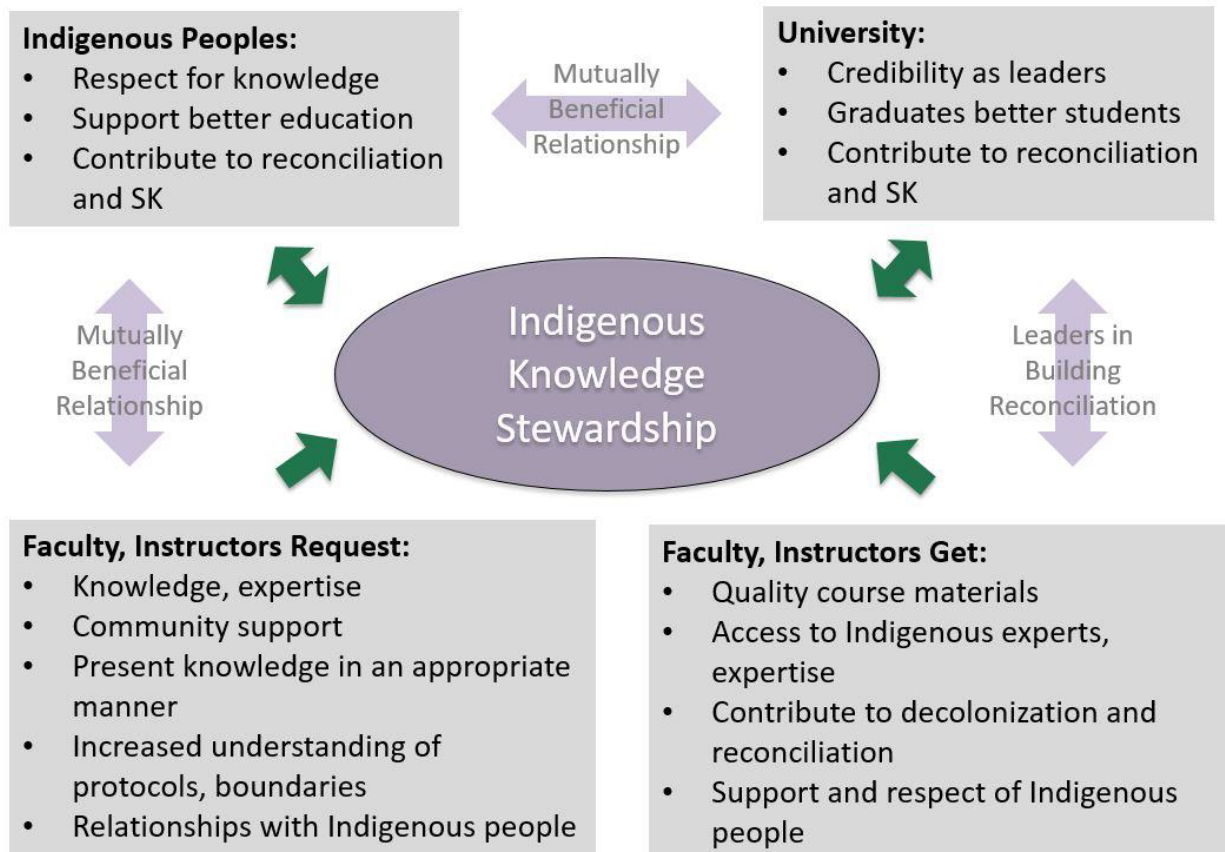 Indigenous Peoples:
• Respect for knowledge
• Support better education
• Contribute to reconciliation
and SK
Mutually
Beneficial
Relationship
University:
• Credibility as leaders
• Graduates better students
• Contribute to reconciliation
and SK
Mutually
Beneficial
Relationship
Indigenous
Knowledge
Stewardship
Leaders in
Building
Reconciliation
Faculty, Instructors Request:
• Knowledge, expertise
• Community support
• Present knowledge in an appropriate
manner
• Increased understanding of
protocols, boundaries
• Relationships with Indigenous people
Faculty, Instructors Get:
• Quality course materials
• Access to Indigenous experts,
expertise
• Contribute to decolonization and
reconciliation
• Support and respect of Indigenous
people